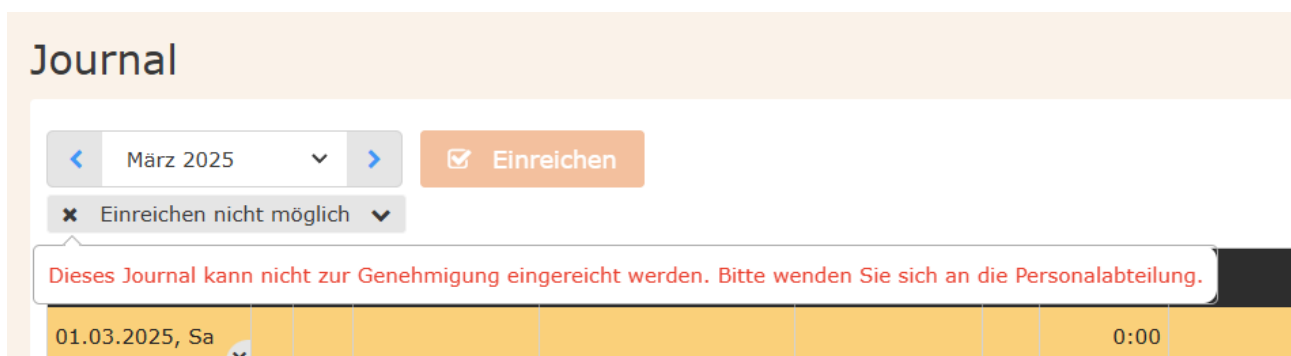 Journal
März 2025
Einreichen
Einreichen nicht möglich
Dieses Journal kann nicht zur Genehmigung eingereicht werden. Bitte wenden Sie sich an die Personalabteilung.
01.03.2025, Sa 0:00